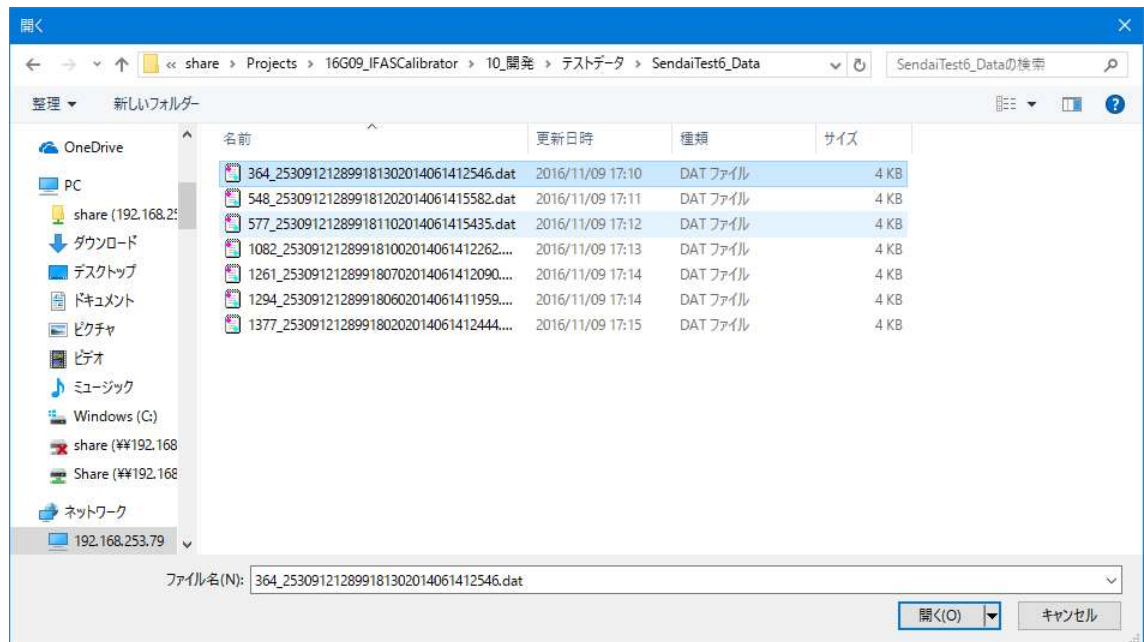 開く
« share › Projects › 16G09_IFASCalibrator › 10_開発 › テストデータ › SendaiTest6_Data
SendaiTest6_Dataの検索
整理 ▼ 新しいフォルダー
名前 更新日時 種類 サイズ
OneDrive
PC
share (192.168.25
ダウンロード
デスクトップ
ドキュメント
ピクチャ
ビデオ
ミュージック
Windows (C:)
share (¥¥192.168
Share (¥¥192.168
ネットワーク
192.168.253.79
364_2530912128991813020140614​12546.dat 2016/11/09 17:10 DAT ファイル 4 KB
548_253091212899181202014061415582.dat 2016/11/09 17:11 DAT ファイル 4 KB
577_253091212899181102014061415435.dat 2016/11/09 17:12 DAT ファイル 4 KB
1082_253091212899181002014061412262.... 2016/11/09 17:13 DAT ファイル 4 KB
1261_253091212899180702014061412090.... 2016/11/09 17:14 DAT ファイル 4 KB
1294_253091212899180602014061411959.... 2016/11/09 17:14 DAT ファイル 4 KB
1377_253091212899180202014061412444.... 2016/11/09 17:15 DAT ファイル 4 KB
ファイル名(N): 364_253091212899181302014061412546.dat
開く(O) キャンセル